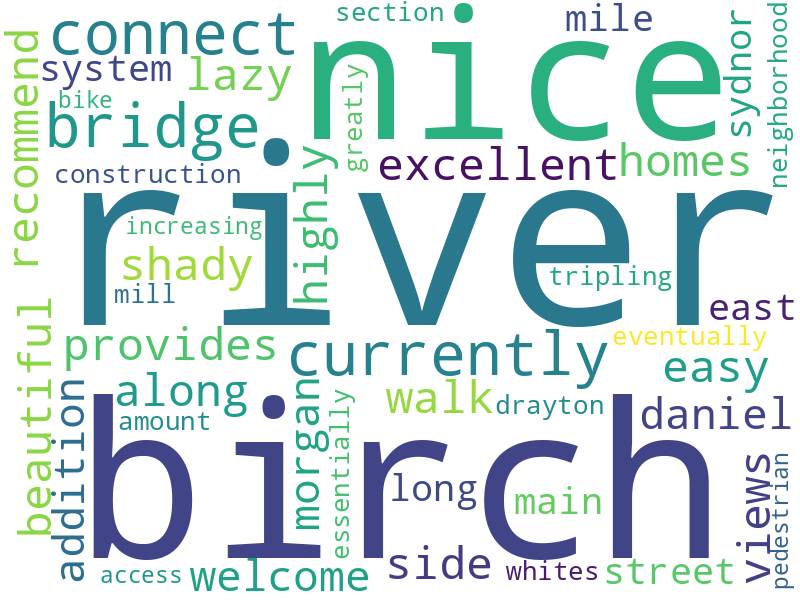 section
mile
connect
nice
system
lazy
bike
bridge
greatly
sydnor
neighborhood
recommend
construction
highly
excellent
homes
river
increasing
shady
mill
tripling
east
beautiful
provides
currently
eventually
easy
along
amount
addition
morgan
essentially
walk
drayton
daniel
birch
long
main
views
pedestrian
access
welcome
side
whites
street